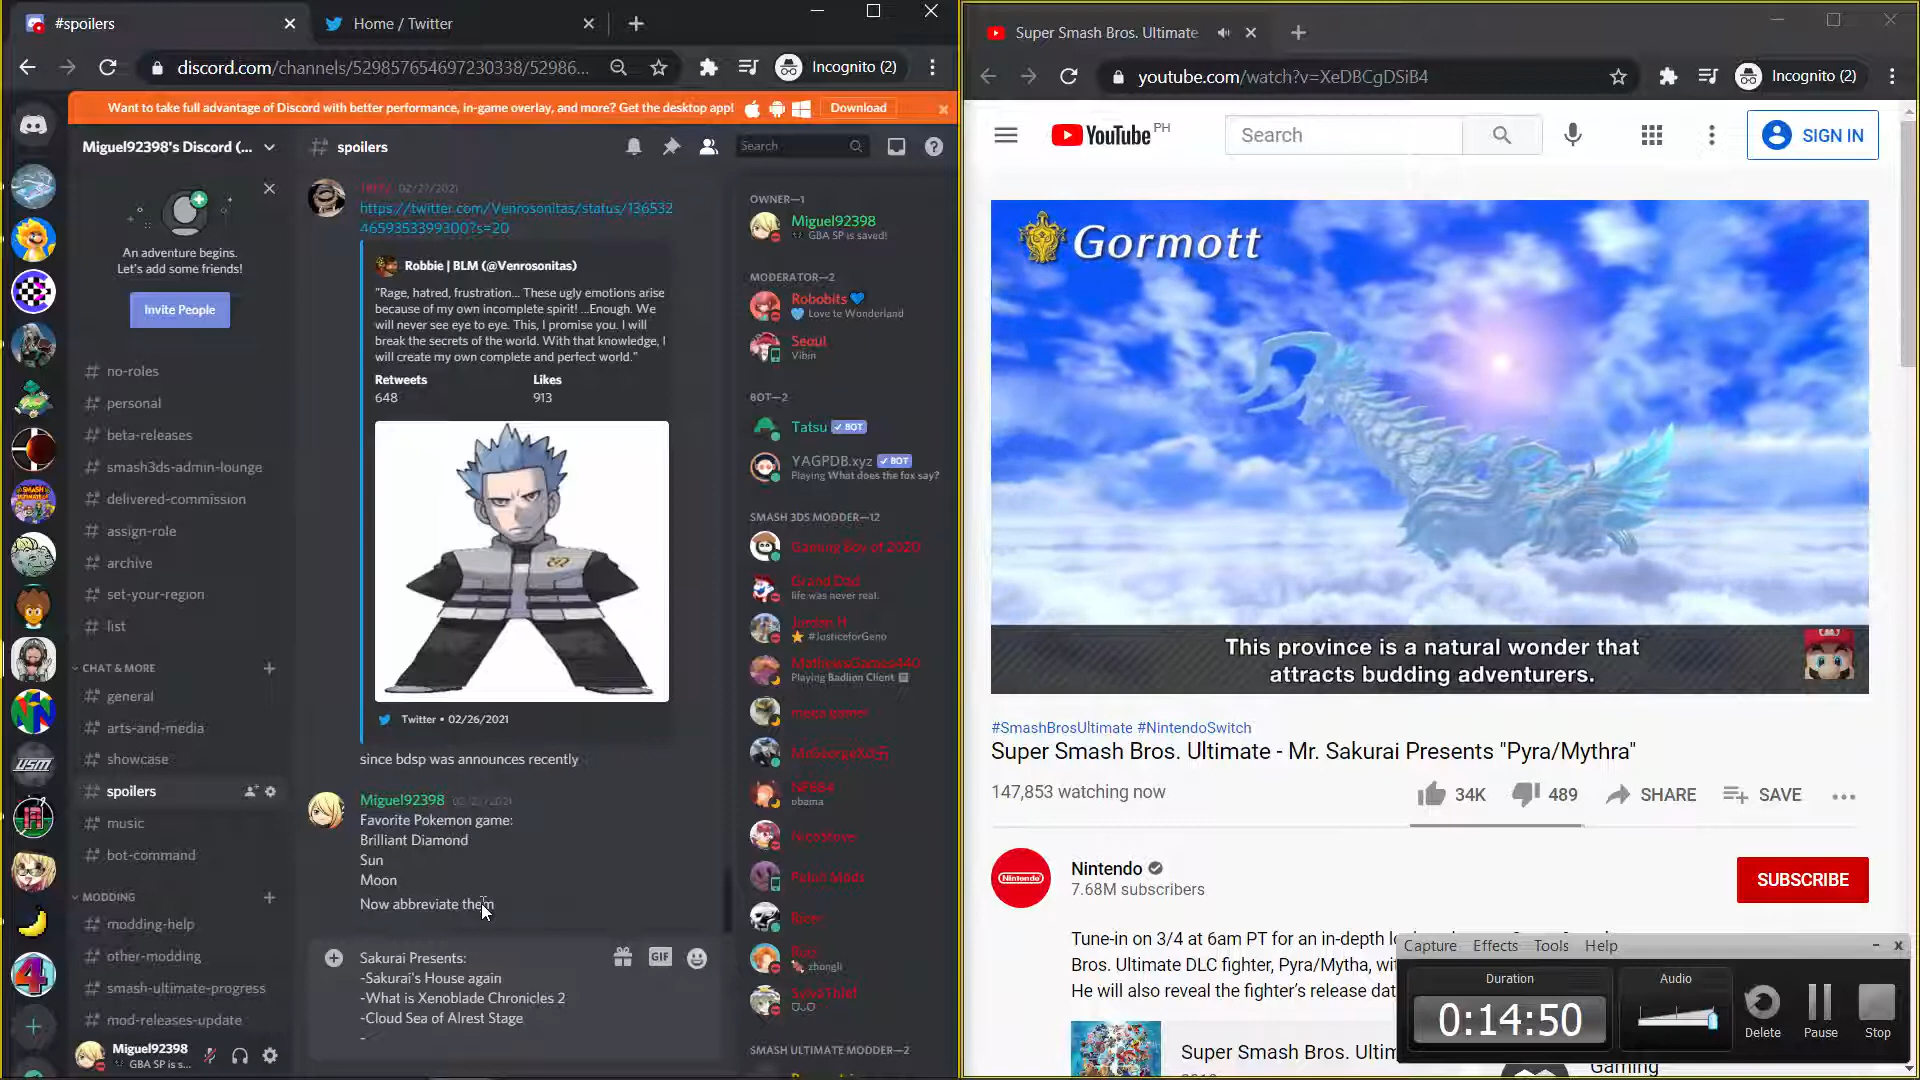 #spoilers
Home / Twitter
discord.com/channels/529857654697230338/52986...
Incognito (2)
Want to take full advantage of Discord with better performance, in-game overlay, and more? Get the desktop app!
Download
Miguel92398's Discord (...
spoilers
Search
An adventure begins.
Let's add some friends!
Invite People
no-roles
personal
beta-releases
smash3ds-admin-lounge
delivered-commission
assign-role
archive
set-your-region
list
CHAT & MORE
general
arts-and-media
showcase
spoilers
music
bot-command
MODDING
modding-help
other-modding
smash-ultimate-progress
mod-releases-update
Miguel92398
GBA SP is s...
02/27/2021
https://twitter.com/Venrosonitas/status/136532
4659353399300?s=20
Robbie | BLM (@Venrosonitas)
"Rage, hatred, frustration... These ugly emotions arise
because of my own incomplete spirit! ...Enough. We
will never see eye to eye. This, I promise you. I will
break the secrets of the world. With that knowledge, I
will create my own complete and perfect world."
Retweets
Likes
648
913
Twitter • 02/26/2021
since bdsp was announces recently
Miguel92398 02/27/2021
Favorite Pokemon game:
Brilliant Diamond
Sun
Moon
Now abbreviate them
Sakurai Presents:
-Sakurai's House again
-What is Xenoblade Chronicles 2
-Cloud Sea of Alrest Stage
-
GIF
OWNER—1
Miguel92398
GBA SP is saved!
MODERATOR—2
Robobits
Love te Wonderland
Seoul
Vibin
BOT—2
Tatsu
BOT
YAGPDB.xyz
BOT
Playing What does the fox say?
SMASH 3DS MODDER—12
Gaming Boy of 2020
Grand Dad
life was never real.
Jordan H
#JusticeforGeno
MathewsGames440
Playing Badlion Client
mega gamer
NF684
obama
NicoStove
zhongli
SMASH ULTIMATE MODDER—2
Super Smash Bros. Ultimate
youtube.com/watch?v=XeDBCgDSiB4
Incognito (2)
YouTube PH
Search
SIGN IN
Gormott
This province is a natural wonder that
attracts budding adventurers.
#SmashBrosUltimate #NintendoSwitch
Super Smash Bros. Ultimate - Mr. Sakurai Presents "Pyra/Mythra"
147,853 watching now
34K
489
SHARE
SAVE
Nintendo
Nintendo
7.68M subscribers
SUBSCRIBE
Tune-in on 3/4 at 6am PT for an in-depth lo
Bros. Ultimate DLC fighter, Pyra/Mytha, wit
He will also reveal the fighter's release dat
Super Smash Bros. Ultim
Gaming
Capture Effects Tools Help
Duration
Audio
0:14:50
Delete
Pause
Stop